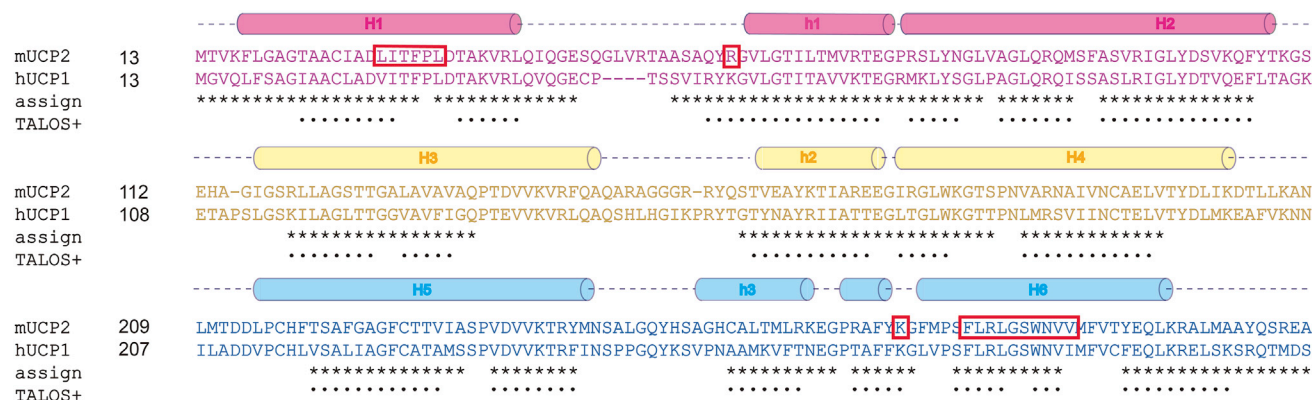 H1 h1 H2
mUCP2 13 MTVKFLGAGTAACIADLITFPLDTAKVRLQIQGESQGLVRTAASAQYRGVLGTILTMVRTEGPRSLYNGLVAGLQRQMSFASVRIGLYDSVKQFYTKGS
hUCP1 13 MGVQLFSAGIAACLADVITFPLDTAKVRLQVQGECP----TSSVIRYKGVLGTITAVVKTEGRMKLYSGLPAGLQRQISSASLRIGLYDTVQEFLTAGK
assign
TALOS+
H3 h2 H4
mUCP2 112 EHA-GIGSRLLAGSTTGALAVAVAQPTDVVKVRFQAQARAGGGR-RYQSTVEAYKTIAREEGIRGLWKGTSPNVARNAIVNCAELVTYDLIKDTLLKAN
hUCP1 108 ETAPSLGSKILAGLTTGGVAVFIGQPTEVVKVRLQAQSHLHGIKPRYTGTYNAYRIIATTEGLTGLWKGTTPNLMRSVIINCTELVTYDLMKEAFVKNN
assign
TALOS+
H5 h3 H6
mUCP2 209 LMTDDLPCHFTSAFGAGFCTTVIASPVDVVKTRYMNSALGQYHSAGHCALTMLRKEGPRAFYKGFMPSFLRLGSWNVVMFVTYEQLKRALMAAYQSREA
hUCP1 207 ILADDVPCHLVSALIAGFCATAMSSPVDVVKTRFINSPPGQYKSVPNAAMKVFTNEGPTAFFKGLVPSFLRLGSWNVIMFVCFEQLKRELSKSRQTMDS
assign
TALOS+